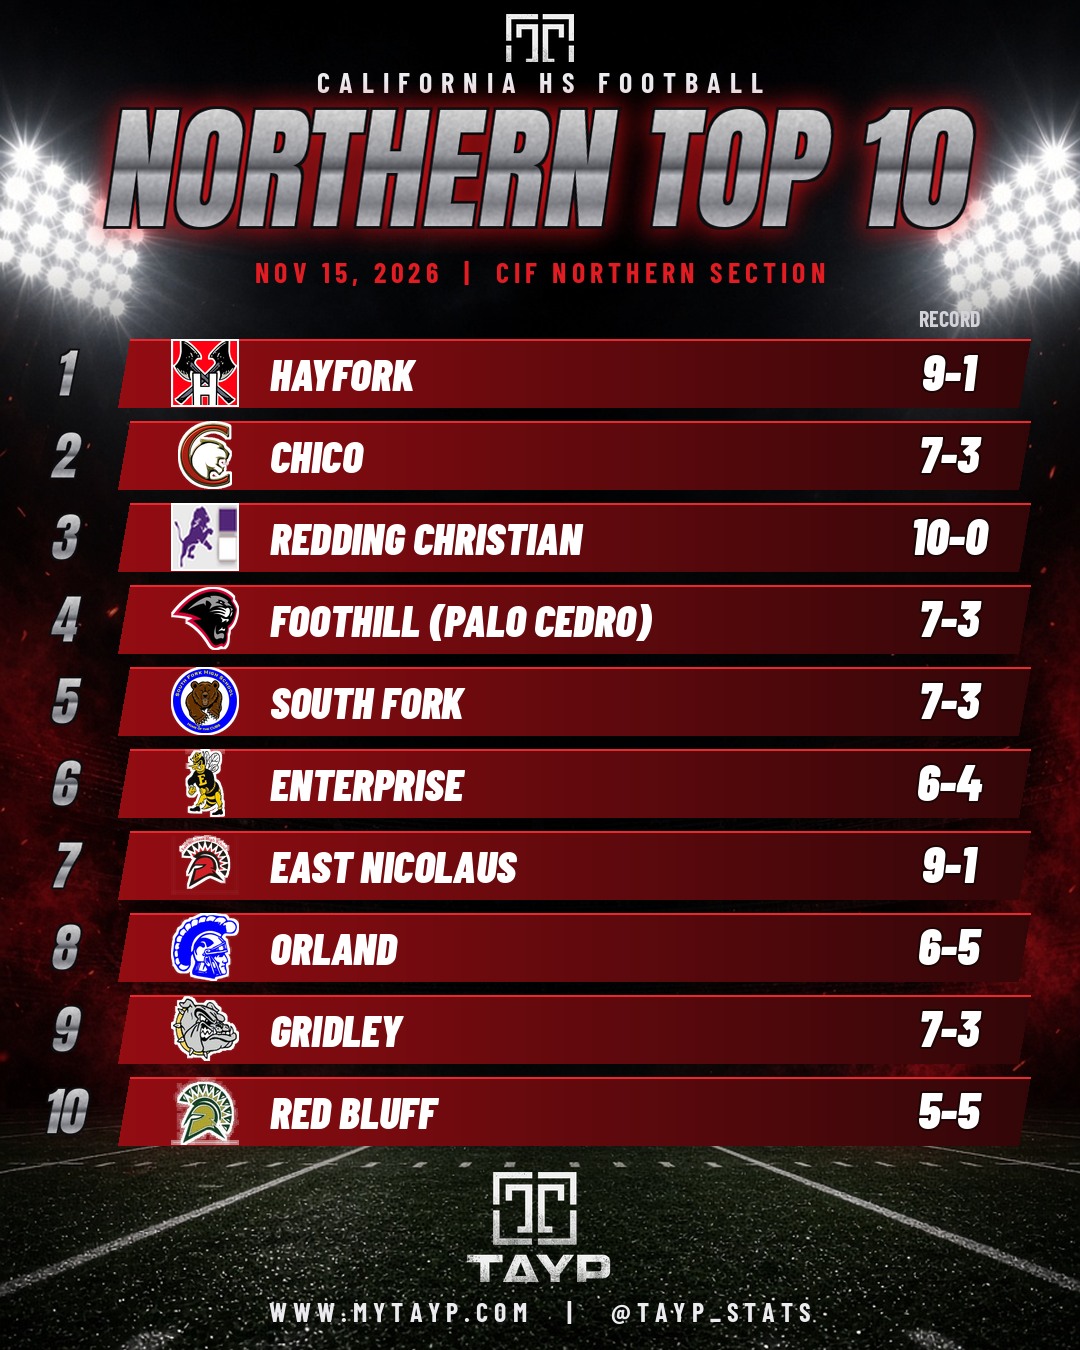 CALIFORNIA HS FOOTBALL
NORTHERN TOP 10
NOV 15, 2026 | CIF NORTHERN SECTION
RECORD
1 HAYFORK 9-1
2 CHICO 7-3
3 REDDING CHRISTIAN 10-0
4 FOOTHILL (PALO CEDRO) 7-3
5 SOUTH FORK 7-3
6 ENTERPRISE 6-4
7 EAST NICOLAUS 9-1
8 ORLAND 6-5
9 GRIDLEY 7-3
10 RED BLUFF 5-5
TAYP
WWW.MYTAYP.COM | @TAYP_STATS